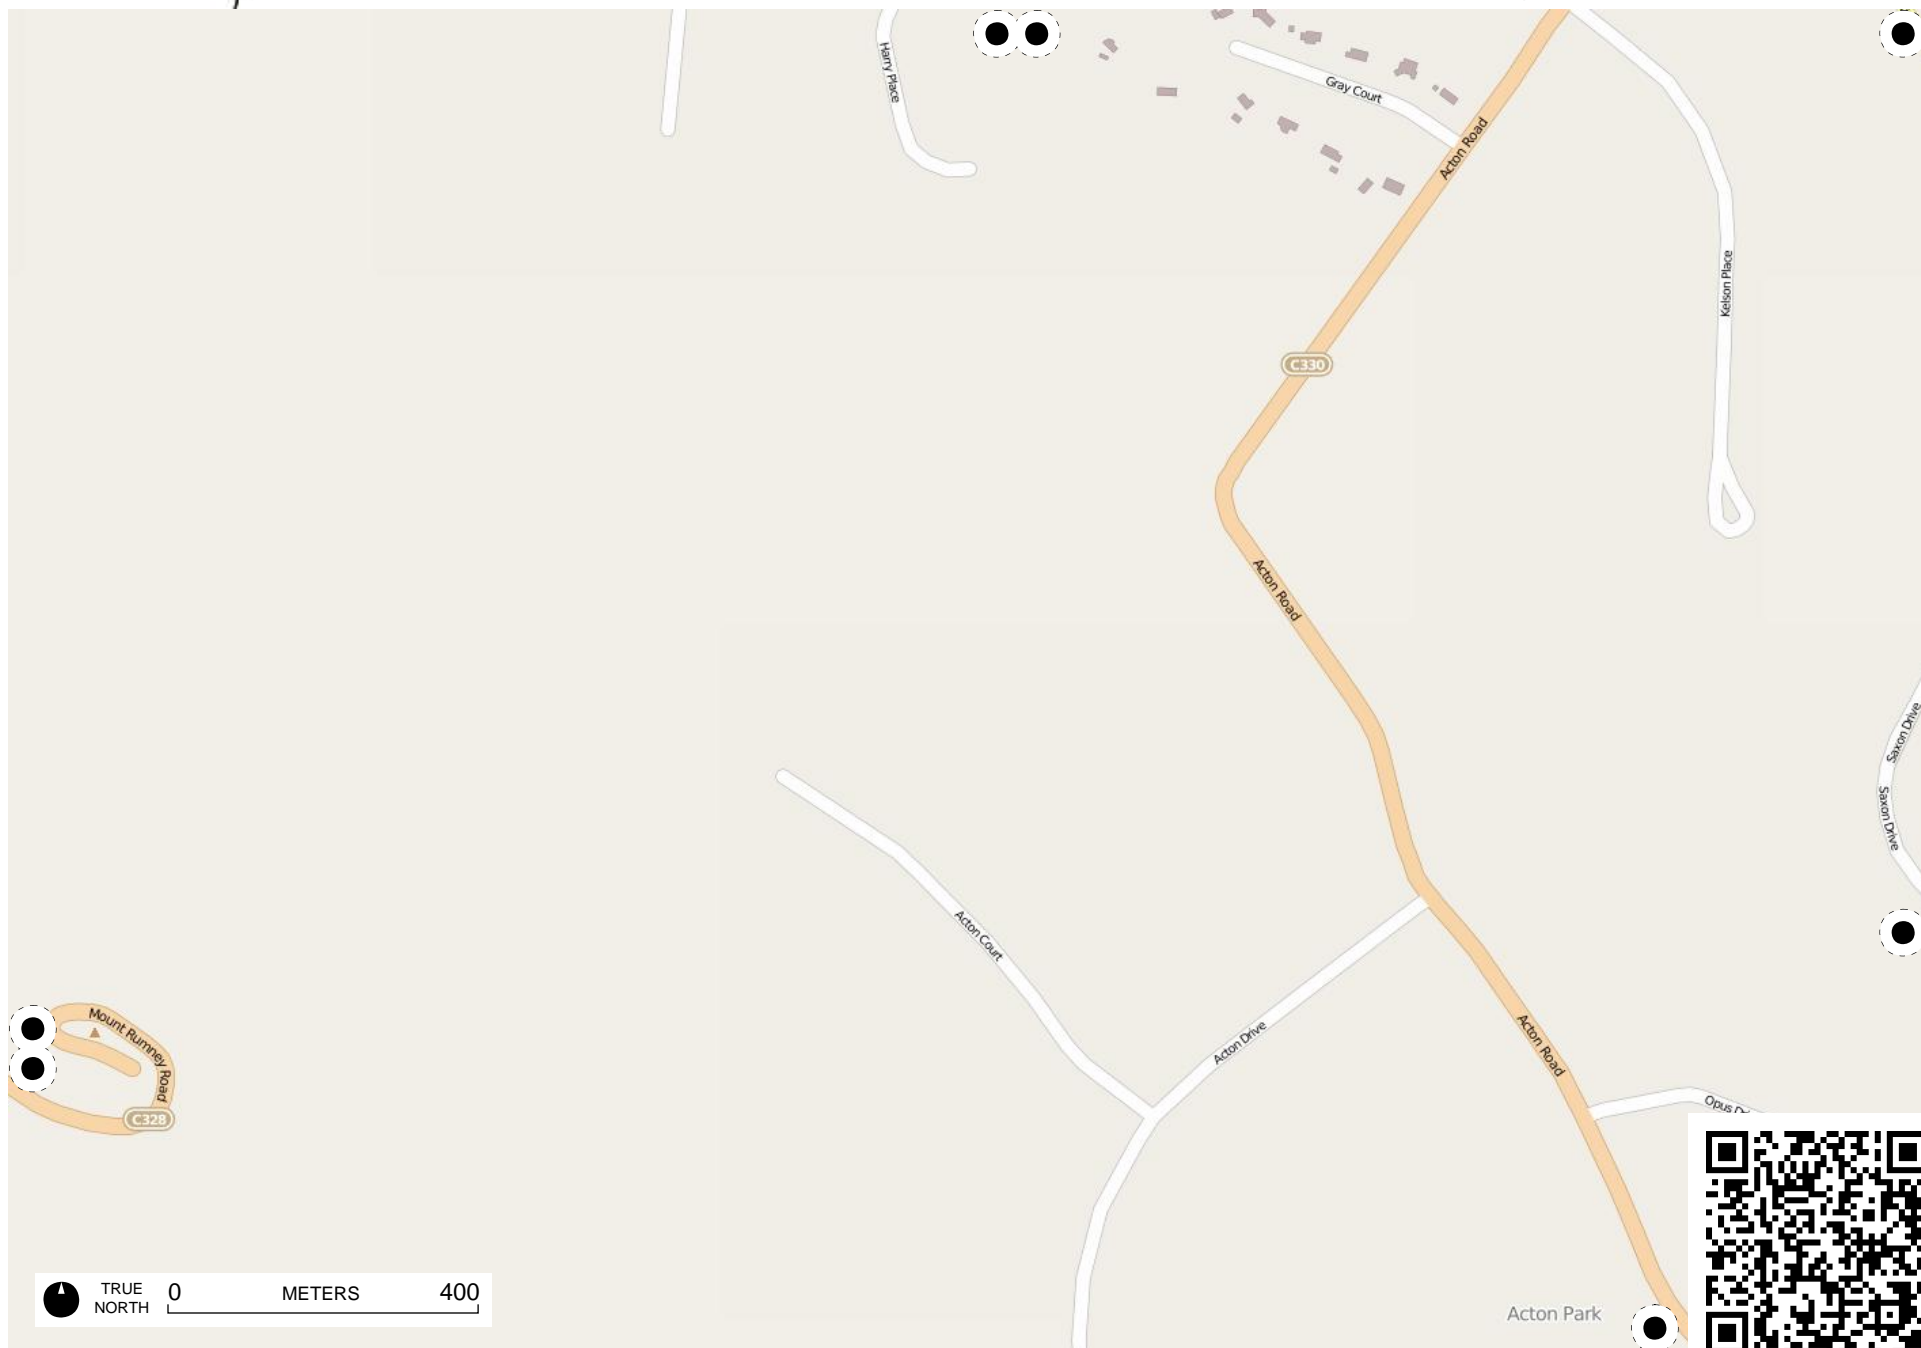 Harry Place
Gray Court
Acton Road
Kelson Place
C330
Acton Road
Saxon Drive
Saxon Drive
Acton Court
Mount Rumney Road
Acton Drive
Acton Road
C328
Opus
TRUE NORTH
0 METERS 400
Acton Park